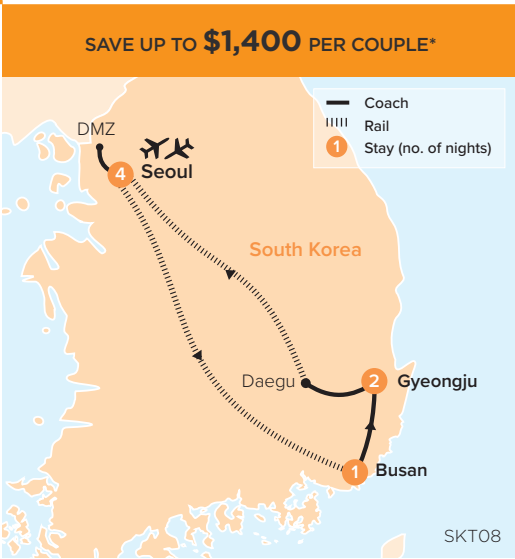 SAVE UP TO $1,400 PER COUPLE*
Coach
Rail
1 Stay (no. of nights)
DMZ
4 Seoul
South Korea
Daegu
2 Gyeongju
1 Busan
SKT08